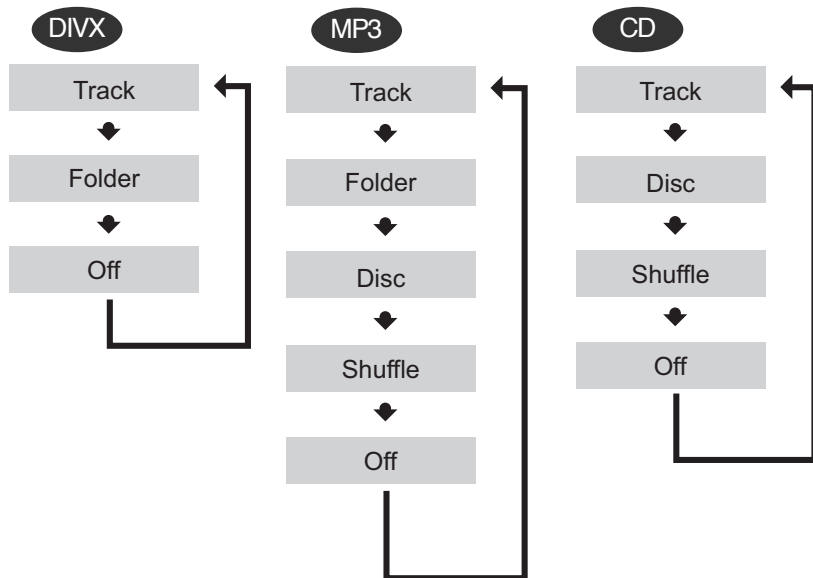 DIVX
Track
Folder
Off
MP3
Track
Folder
Disc
Shuffle
Off
CD
Track
Disc
Shuffle
Off